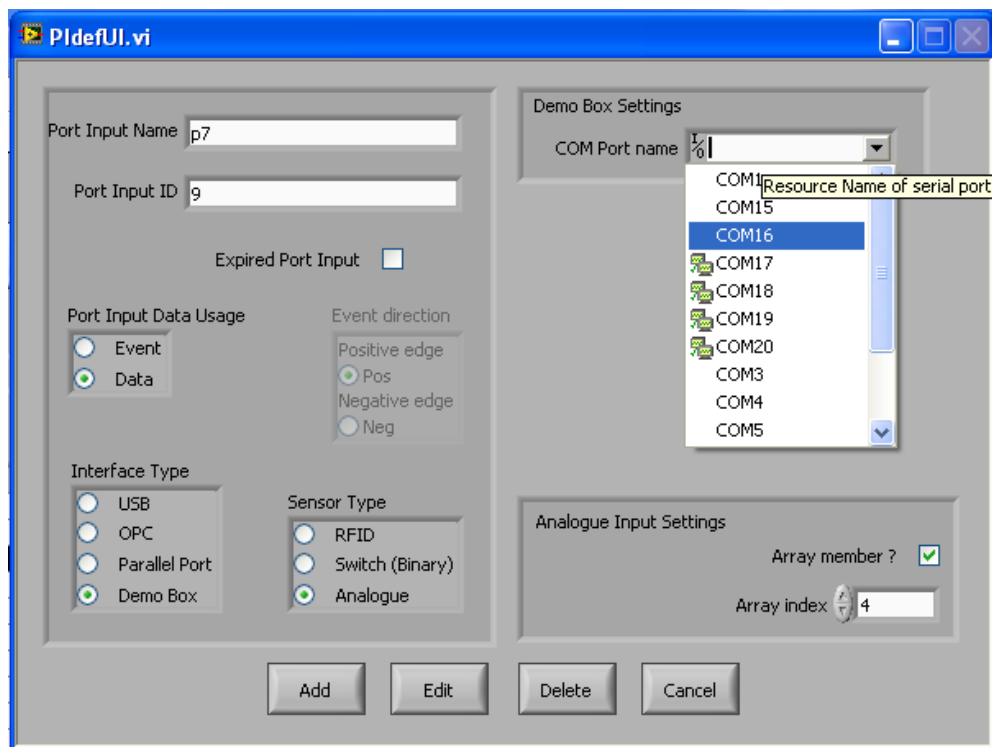 PIdefUI.vi
Port Input Name p7
Port Input ID 9
Expired Port Input
Port Input Data Usage
Event
Data
Event direction
Positive edge
Pos
Negative edge
Neg
Interface Type
USB
OPC
Parallel Port
Demo Box
Sensor Type
RFID
Switch (Binary)
Analogue
Demo Box Settings
COM Port name I/O
Resource Name of serial port
COM15
COM16
COM17
COM18
COM19
COM20
COM3
COM4
COM5
Analogue Input Settings
Array member ?
Array index 4
Add Edit Delete Cancel